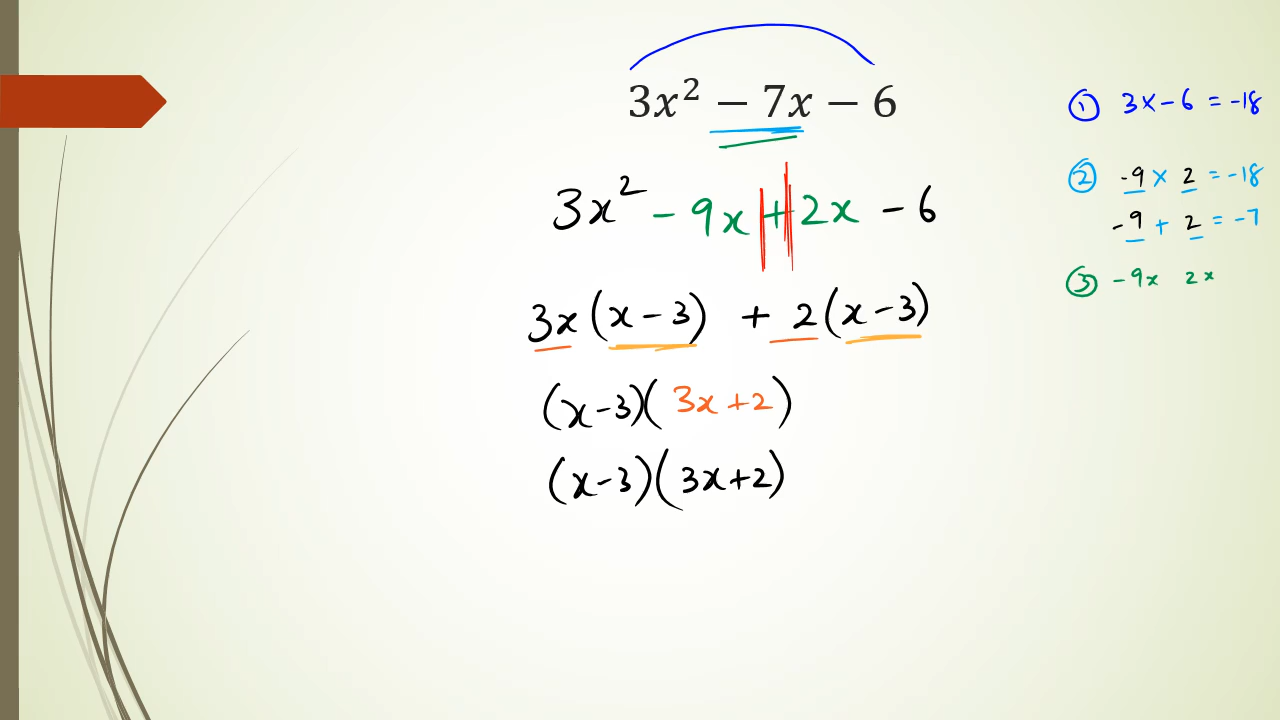 3x² − 7x − 6
3x² - 9x + 2x - 6
3x(x-3) + 2(x-3)
(x-3)(3x+2)
(x-3)(3x+2)
① 3x-6 = -18
② -9 x 2 = -18
-9 + 2 = -7
③ -9x 2x